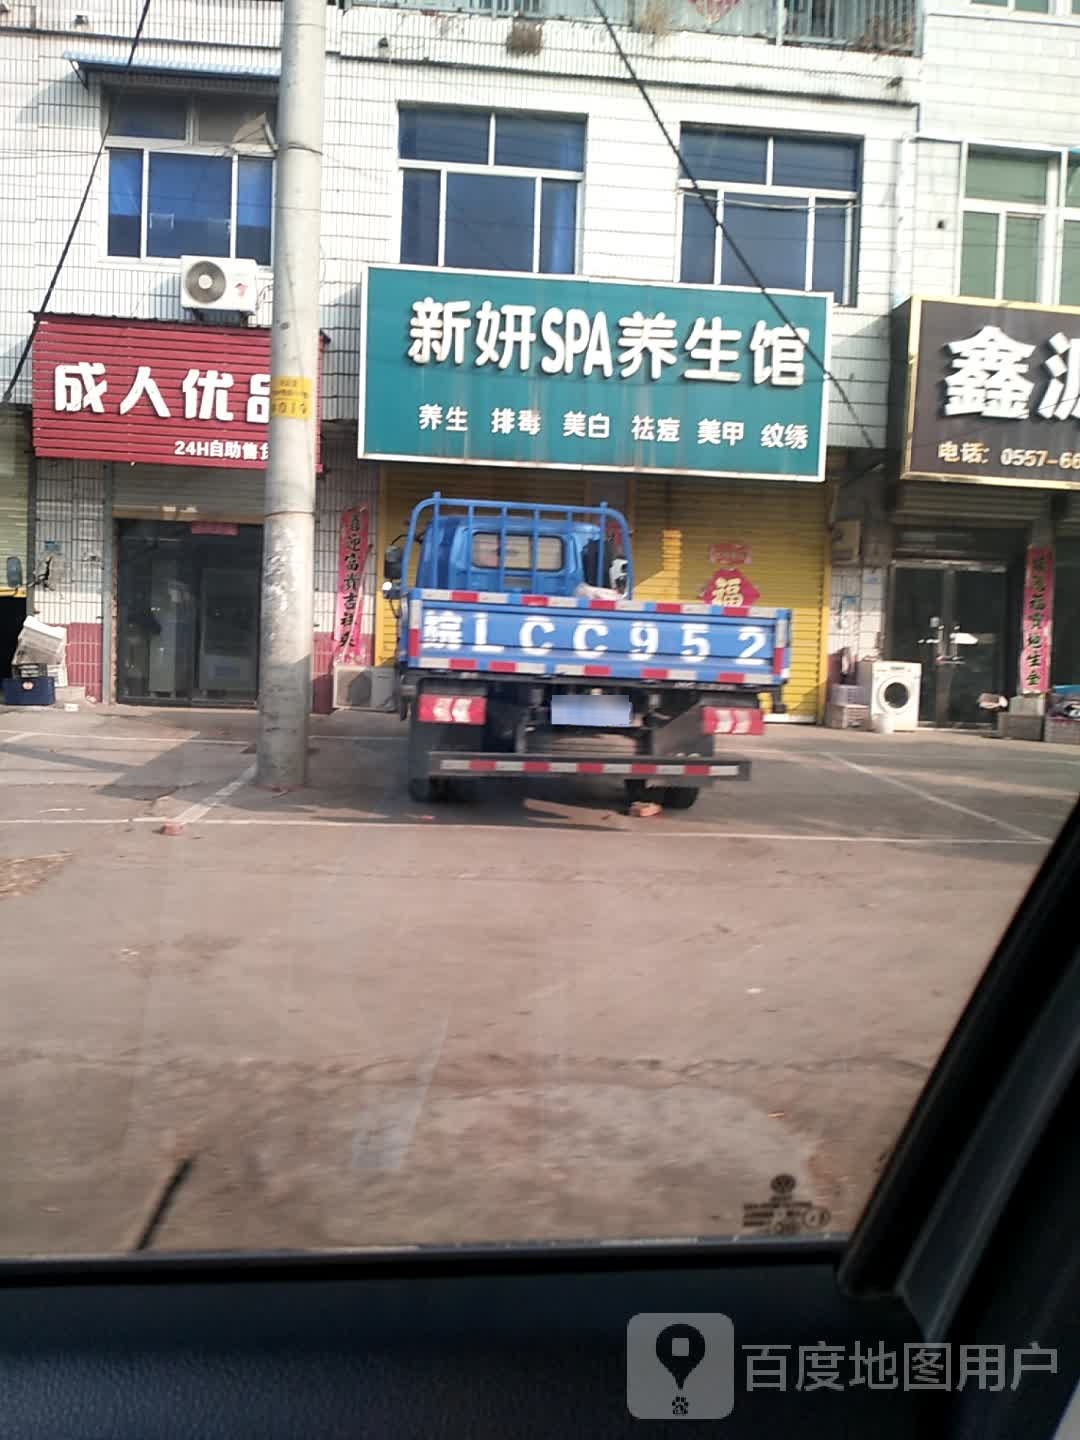 新妍SPA养生馆
养生 排毒 美白 祛痘 美甲 纹绣
成人优品
24H自助售
鑫源
电话：0557-66
皖LCC952
福
百度地图用户